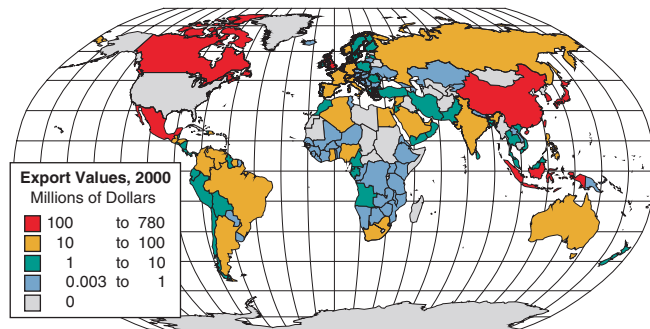 Export Values, 2000
Millions of Dollars
100 to 780
10 to 100
1 to 10
0.003 to 1
0